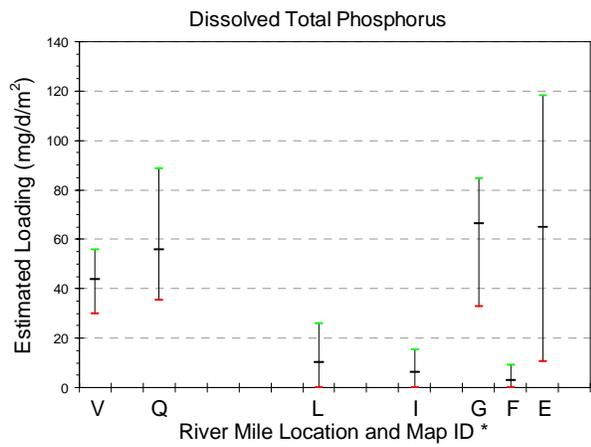 Dissolved Total Phosphorus
Estimated Loading (mg/d/m²)
140
120
100
80
60
40
20
0
V Q L I G F E
River Mile Location and Map ID *